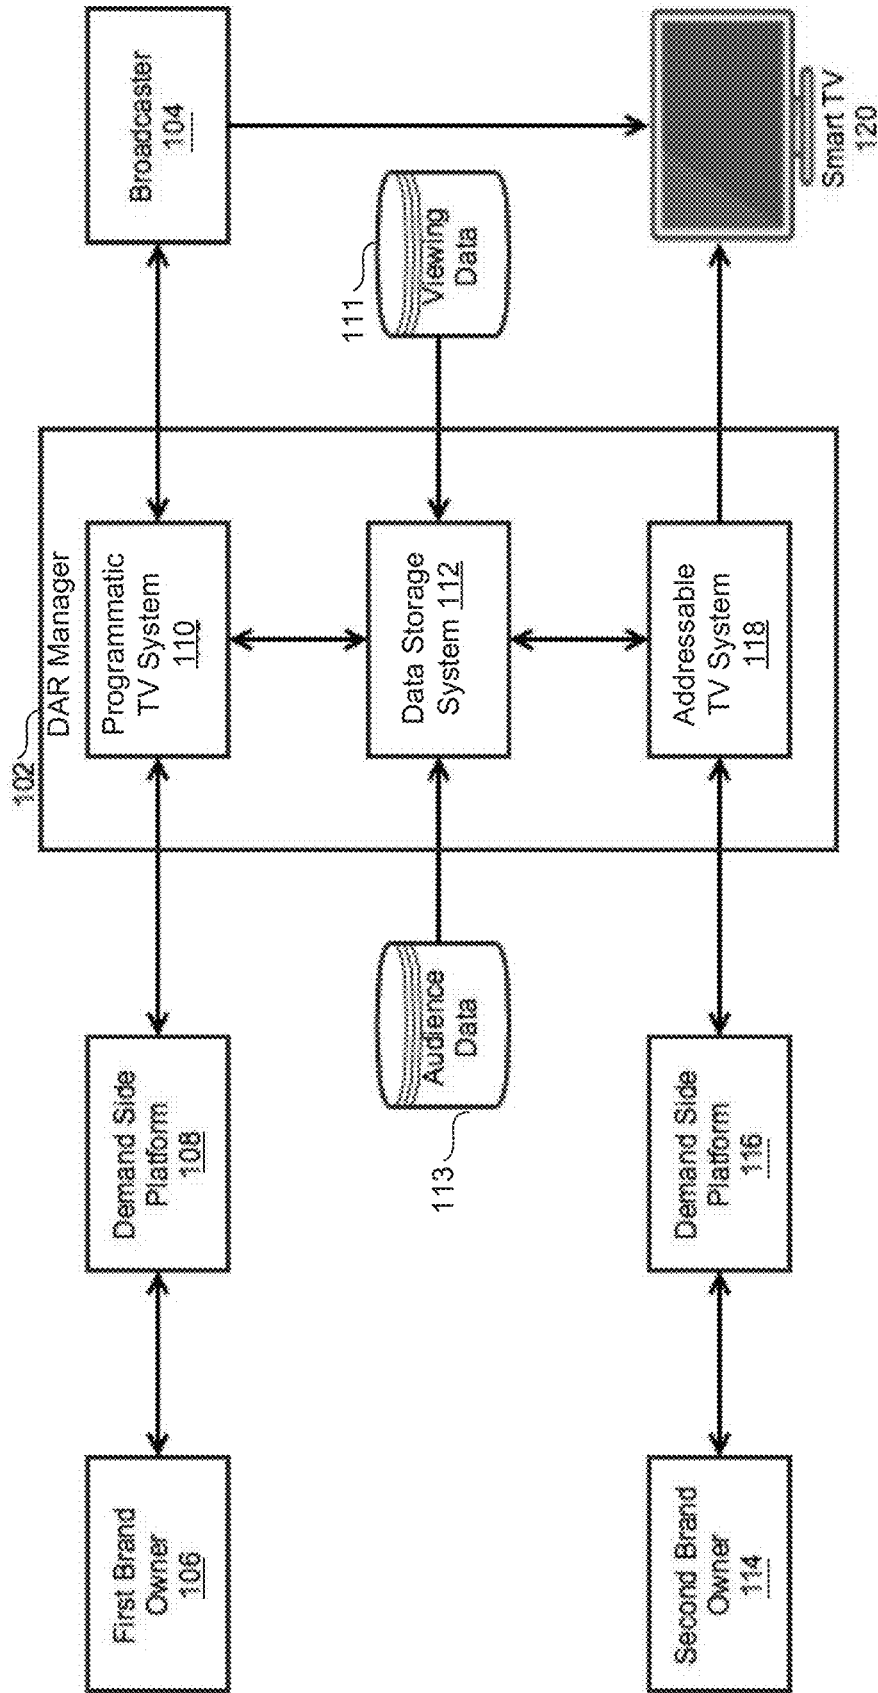 102
DAR Manager
First Brand
Owner
106
Demand Side
Platform
108
Programmatic
TV System
110
Broadcaster
104
113
Audience
Data
Data Storage
System 112
111
Viewing
Data
Second Brand
Owner
114
Demand Side
Platform
116
Addressable
TV System
118
Smart TV
120